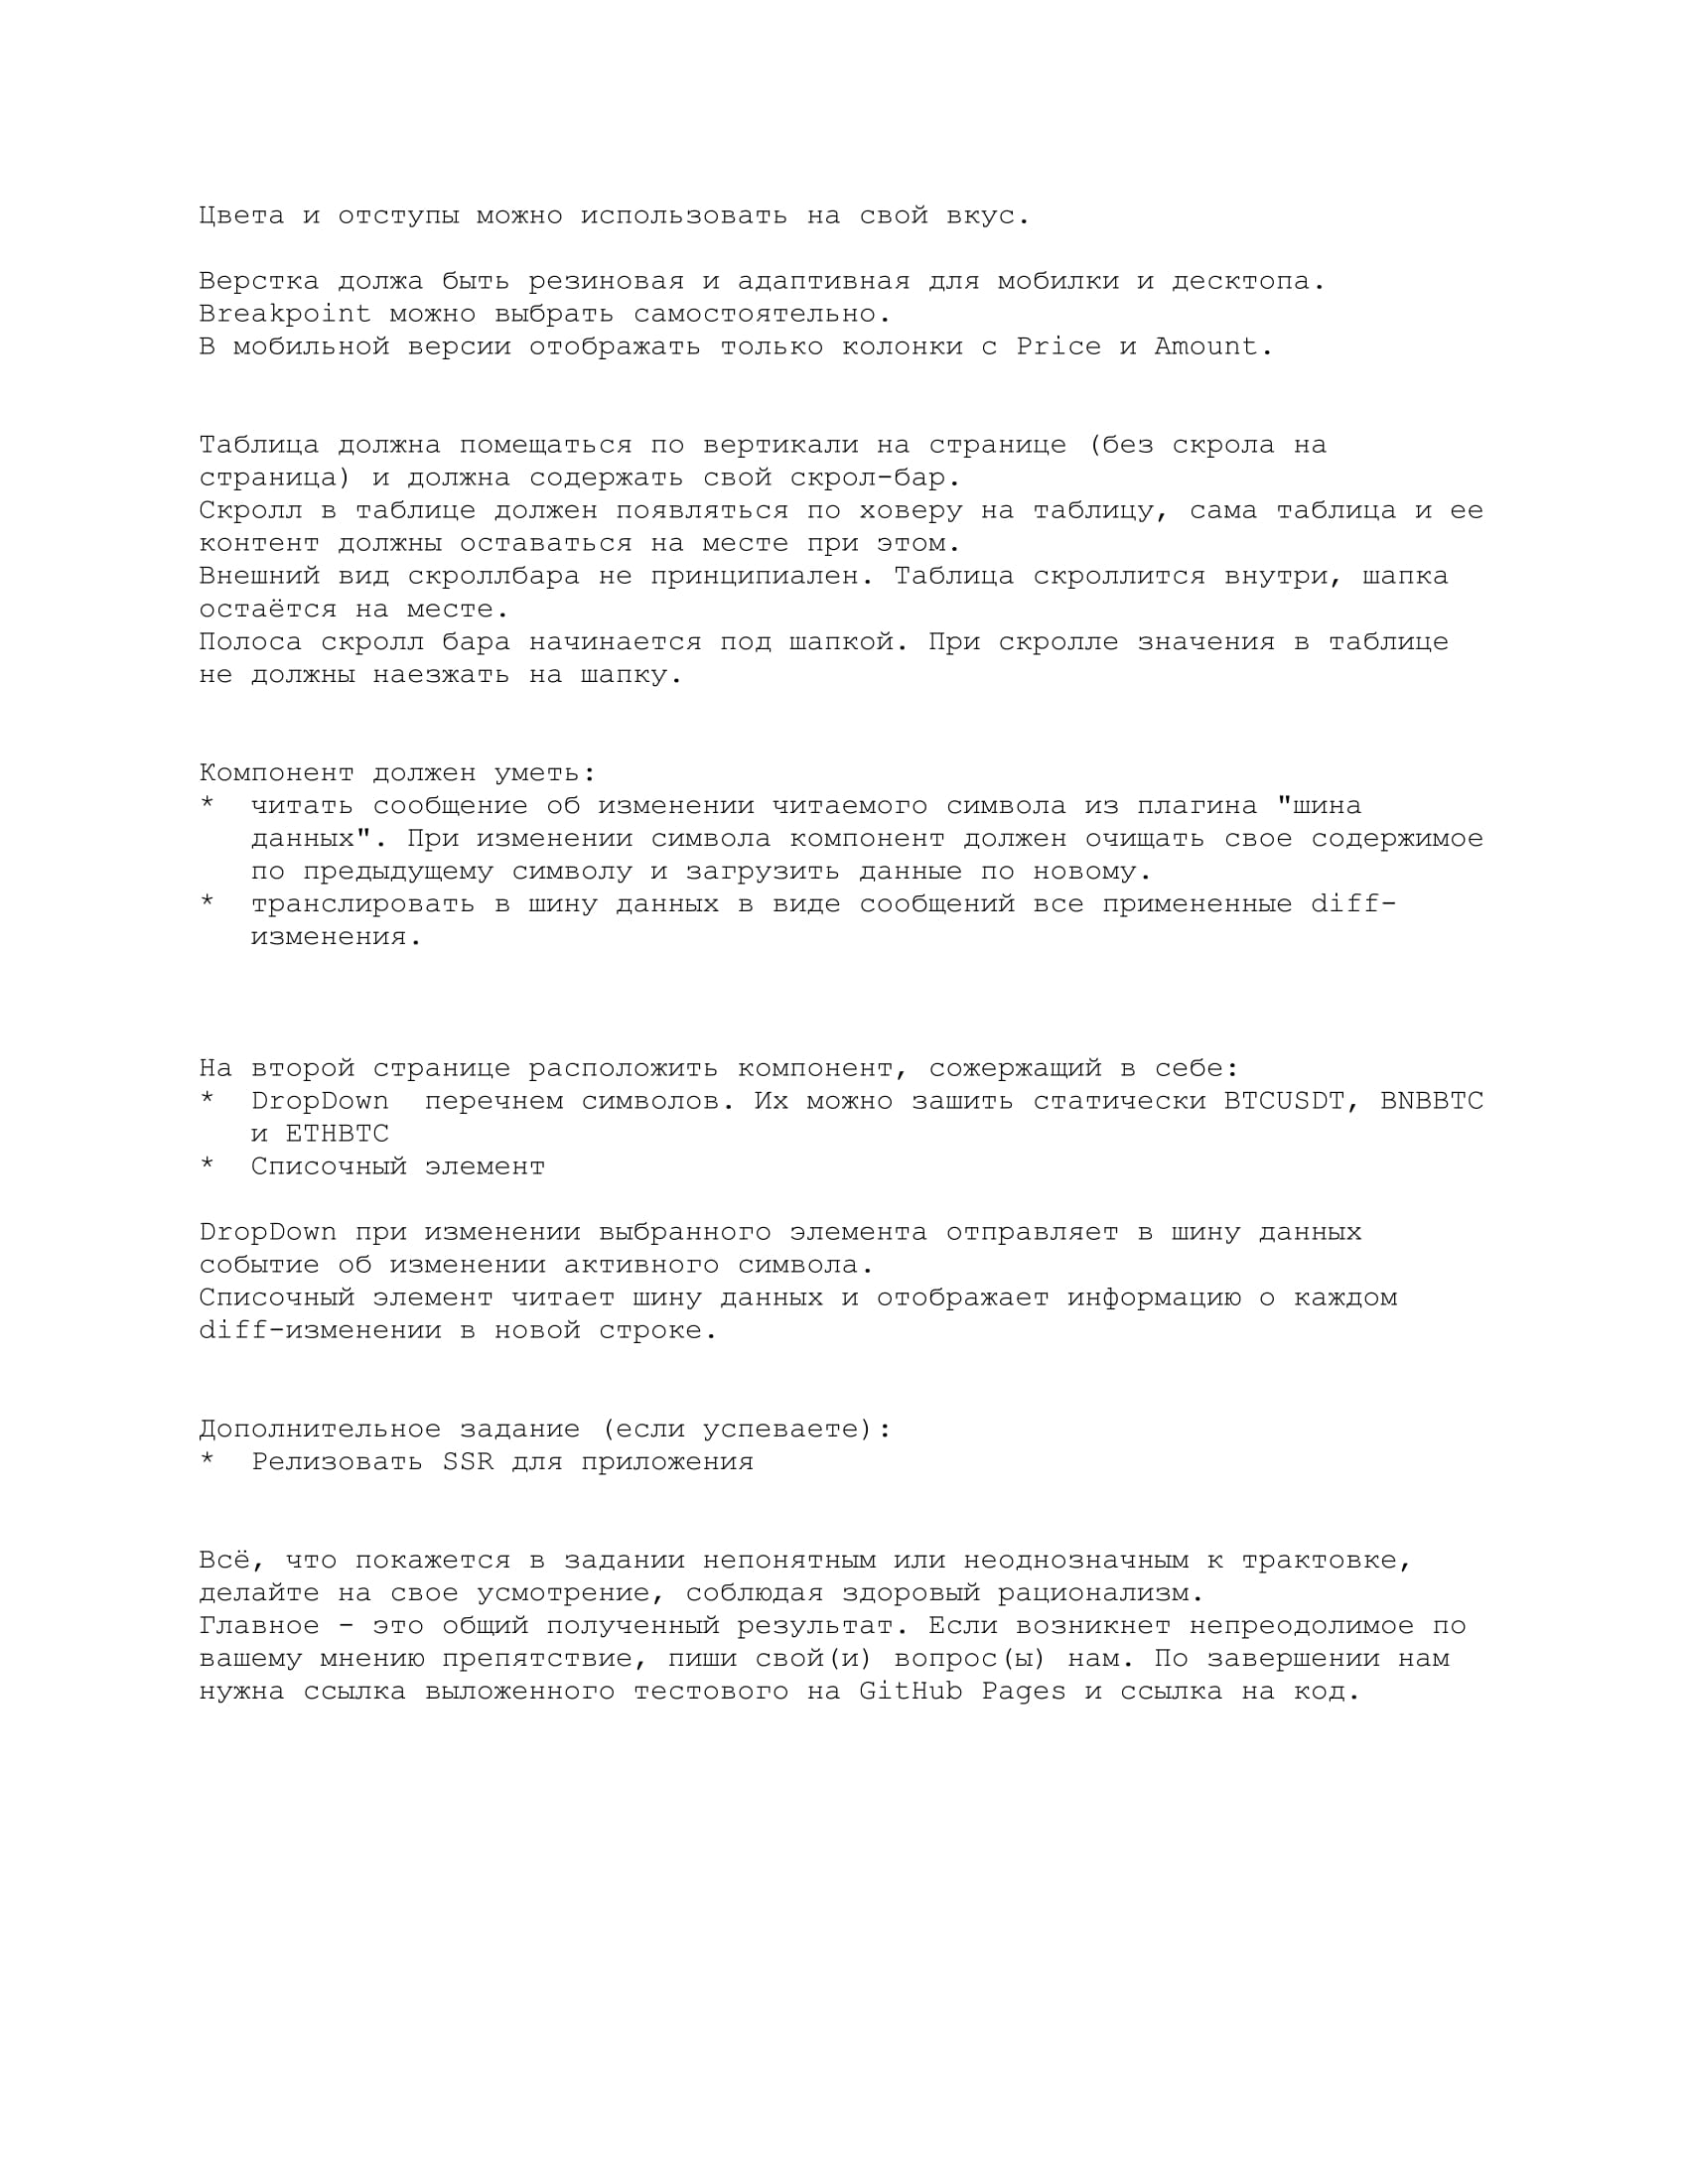 Цвета и отступы можно использовать на свой вкус.
Верстка должа быть резиновая и адаптивная для мобилки и десктопа.
Breakpoint можно выбрать самостоятельно.
В мобильной версии отображать только колонки с Price и Amount.
Таблица должна помещаться по вертикали на странице (без скрола на
страница) и должна содержать свой скрол-бар.
Скролл в таблице должен появляться по ховеру на таблицу, сама таблица и ее
контент должны оставаться на месте при этом.
Внешний вид скроллбара не принципиален. Таблица скроллится внутри, шапка
остаётся на месте.
Полоса скролл бара начинается под шапкой. При скролле значения в таблице
не должны наезжать на шапку.
Компонент должен уметь:
* читать сообщение об изменении читаемого символа из плагина "шина
данных". При изменении символа компонент должен очищать свое содержимое
по предыдущему символу и загрузить данные по новому.
* транслировать в шину данных в виде сообщений все примененные diff-
изменения.
На второй странице расположить компонент, сожержащий в себе:
* DropDown  перечнем символов. Их можно зашить статически BTCUSDT, BNBBTC
и ETHBTC
* Списочный элемент
DropDown при изменении выбранного элемента отправляет в шину данных
событие об изменении активного символа.
Списочный элемент читает шину данных и отображает информацию о каждом
diff-изменении в новой строке.
Дополнительное задание (если успеваете):
* Релизовать SSR для приложения
Всё, что покажется в задании непонятным или неоднозначным к трактовке,
делайте на свое усмотрение, соблюдая здоровый рационализм.
Главное - это общий полученный результат. Если возникнет непреодолимое по
вашему мнению препятствие, пиши свой(и) вопрос(ы) нам. По завершении нам
нужна ссылка выложенного тестового на GitHub Pages и ссылка на код.